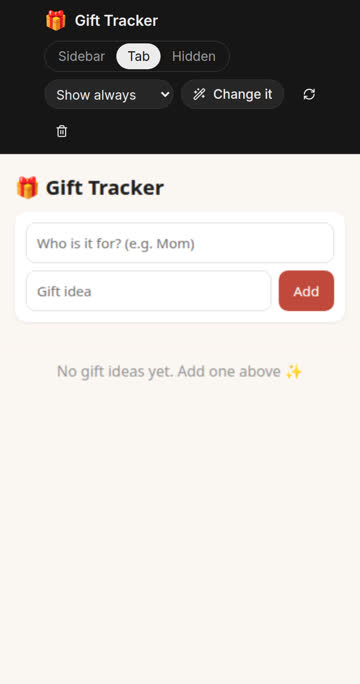 🎁 Gift Tracker
Sidebar Tab Hidden
Show always Change it
🎁 Gift Tracker
Who is it for? (e.g. Mom)
Gift idea Add
No gift ideas yet. Add one above ✨